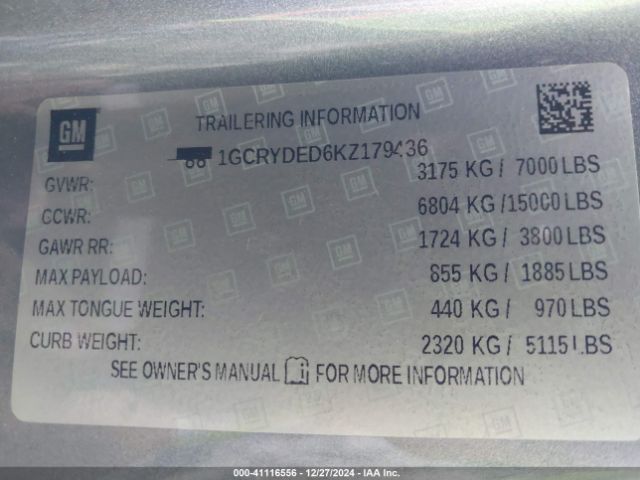 GM
TRAILERING INFORMATION
1GCRYDED6KZ179436
GVWR: 3175 KG / 7000 LBS
GCWR: 6804 KG / 15000 LBS
GAWR RR: 1724 KG / 3800 LBS
MAX PAYLOAD: 855 KG / 1885 LBS
MAX TONGUE WEIGHT: 440 KG / 970 LBS
CURB WEIGHT: 2320 KG / 5115 LBS
SEE OWNER'S MANUAL FOR MORE INFORMATION
000-41116556 - 12/27/2024 - IAA Inc.